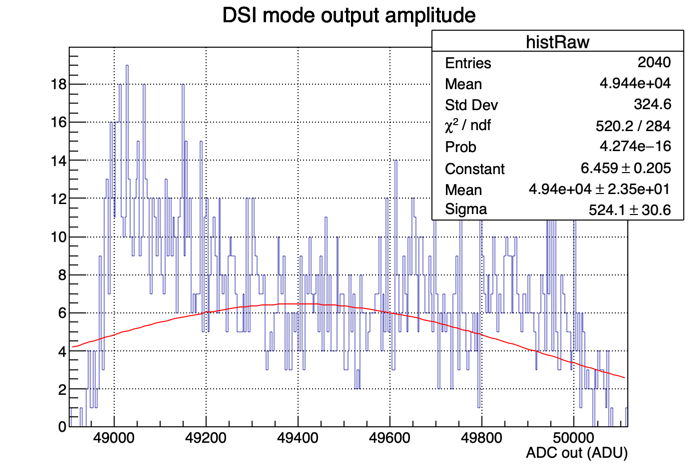 DSI mode output amplitude
histRaw
Entries 2040
Mean 4.944e+04
Std Dev 324.6
χ² / ndf 520.2 / 284
Prob 4.274e−16
Constant 6.459 ± 0.205
Mean 4.94e+04 ± 2.35e+01
Sigma 524.1 ± 30.6
18
16
14
12
10
8
6
4
2
0
49000 49200 49400 49600 49800 50000
ADC out (ADU)